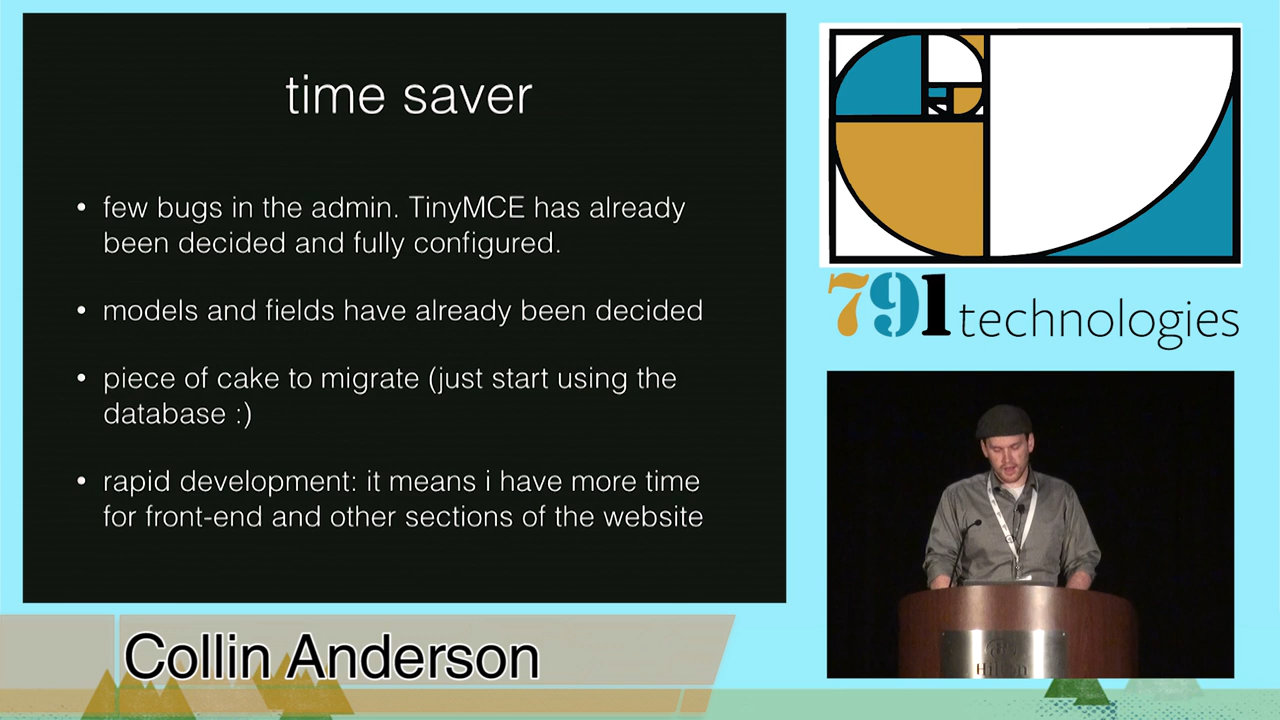 time saver
• few bugs in the admin. TinyMCE has already
been decided and fully configured.
• models and fields have already been decided
• piece of cake to migrate (just start using the
database :)
• rapid development: it means i have more time
for front-end and other sections of the website
791 technologies
Hilton
Collin Anderson